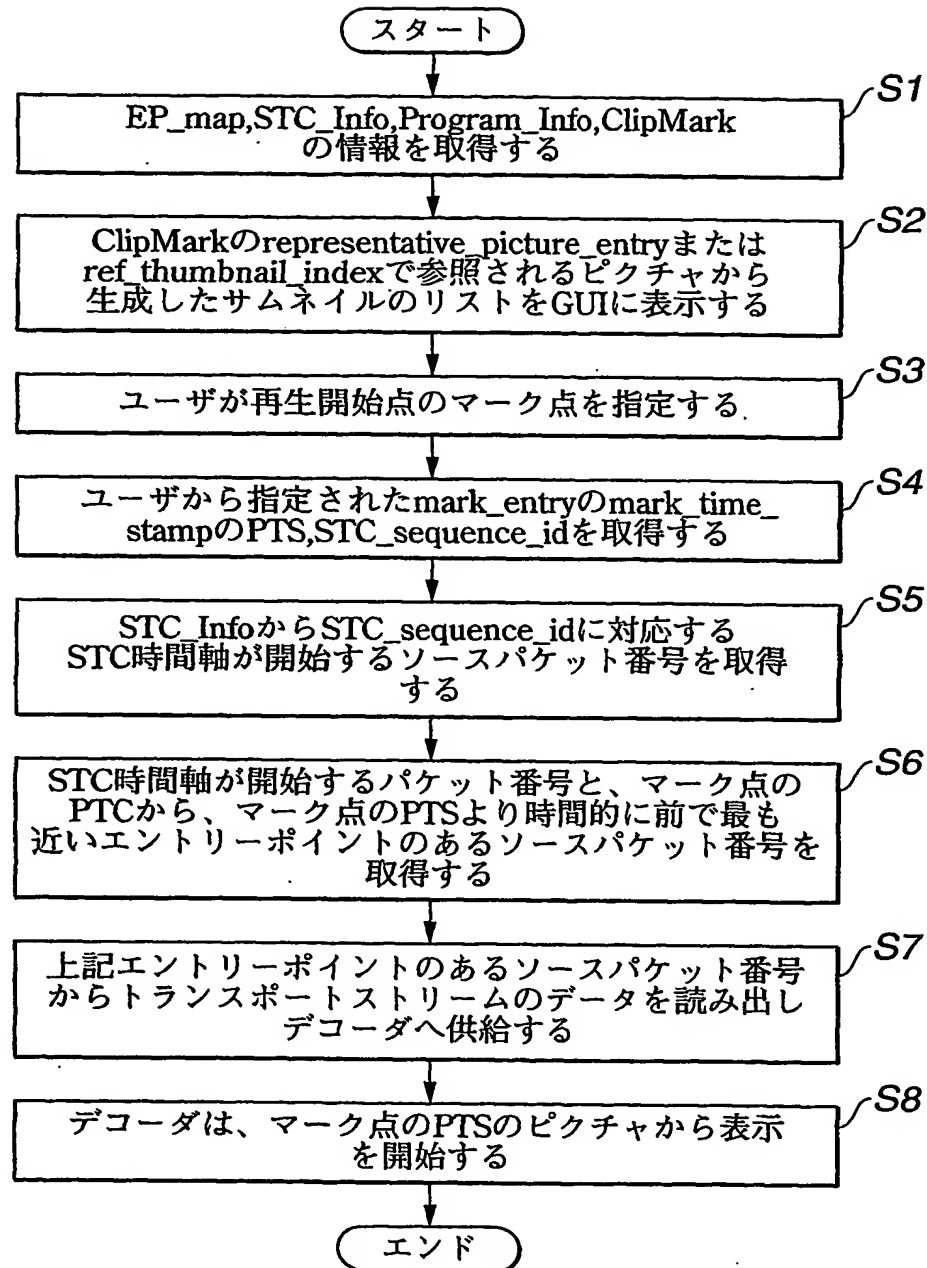 スタート
S1
EP_map,STC_Info,Program_Info,ClipMark
の情報を取得する
S2
ClipMarkのrepresentative_picture_entryまたは
ref_thumbnail_indexで参照されるピクチャから
生成したサムネイルのリストをGUIに表示する
S3
ユーザが再生開始点のマーク点を指定する
S4
ユーザから指定されたmark_entryのmark_time_
stampのPTS,STC_sequence_idを取得する
S5
STC_InfoからSTC_sequence_idに対応する
STC時間軸が開始するソースパケット番号を取得
する
S6
STC時間軸が開始するパケット番号と、マーク点の
PTCから、マーク点のPTSより時間的に前で最も
近いエントリーポイントのあるソースパケット番号を
取得する
S7
上記エントリーポイントのあるソースパケット番号
からトランスポートストリームのデータを読み出し
デコーダへ供給する
S8
デコーダは、マーク点のPTSのピクチャから表示
を開始する
エンド